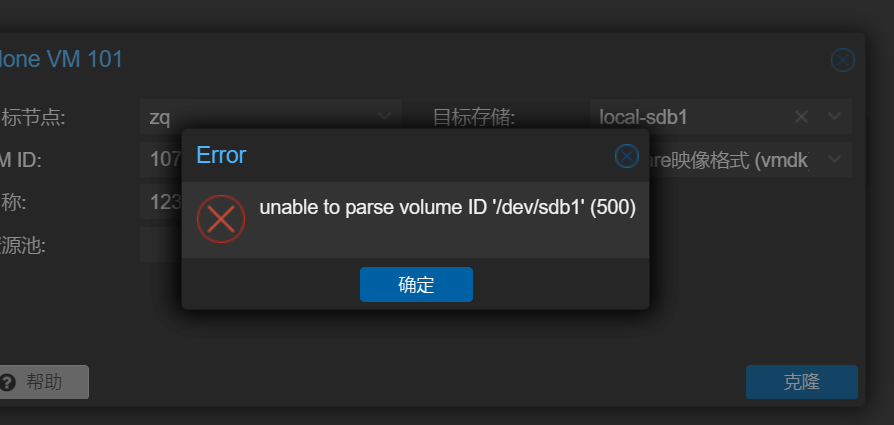 lone VM 101
标节点:
zq
目标存储:
local-sdb1
M ID:
107
are映像格式 (vmdk
称:
123
源池:
Error
unable to parse volume ID '/dev/sdb1' (500)
确定
帮助
克隆